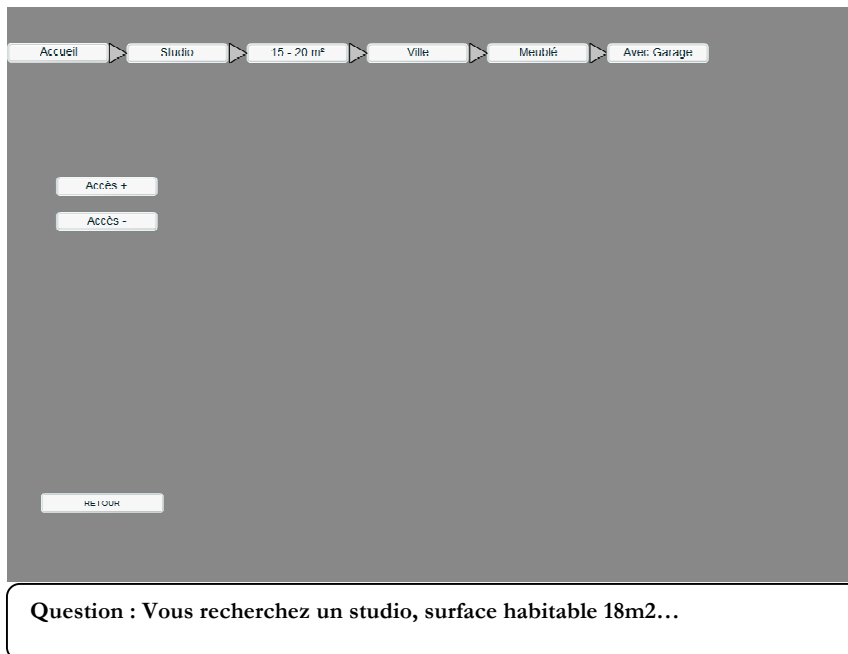 Accueil Studio 15 - 20 m² Ville Meublé Avec Garage
Accès +
Accès -
RETOUR
Question : Vous recherchez un studio, surface habitable 18m2…